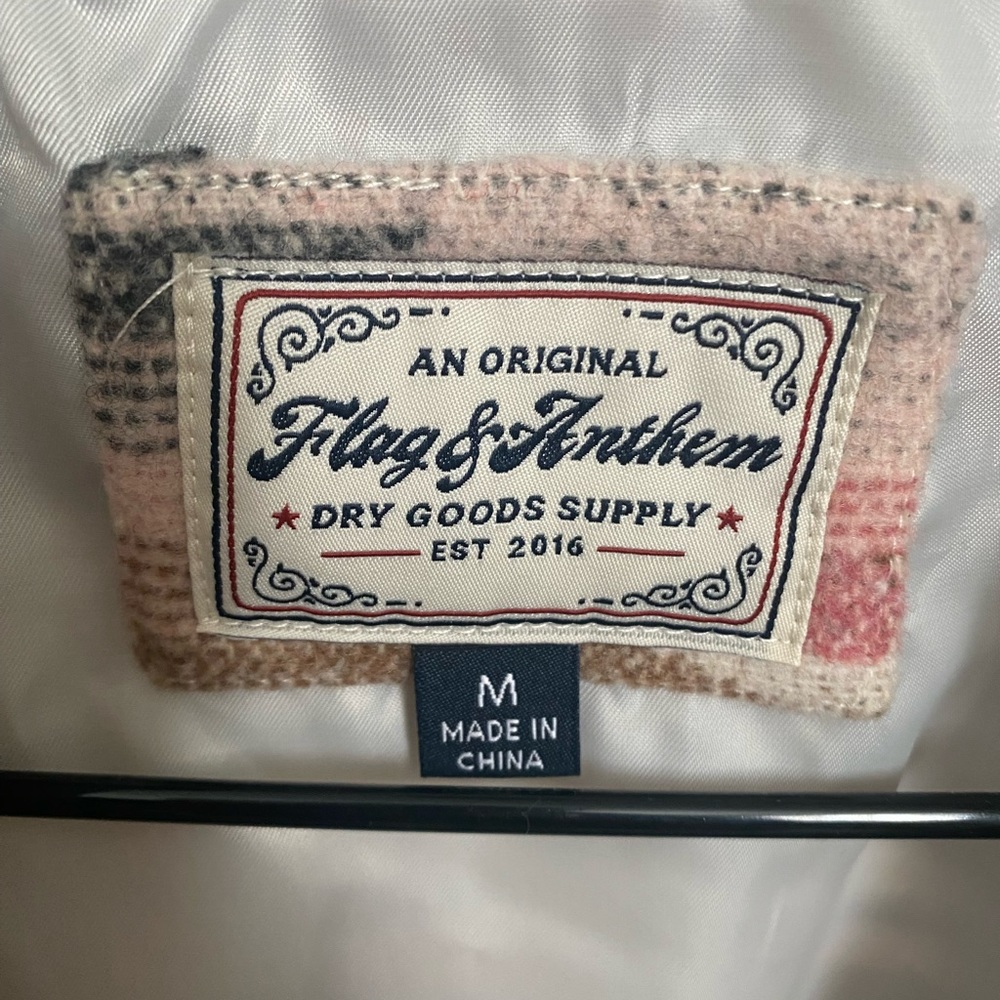 AN ORIGINAL
Flag & Anthem
DRY GOODS SUPPLY
EST 2016
M
MADE IN
CHINA